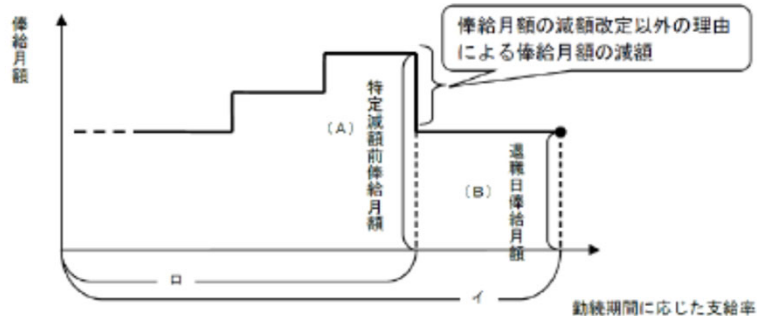 俸給月額
俸給月額の減額改定以外の理由
による俸給月額の減額
(A)
特定減額前俸給月額
(B)
退職日俸給月額
ロ
イ
勤続期間に応じた支給率